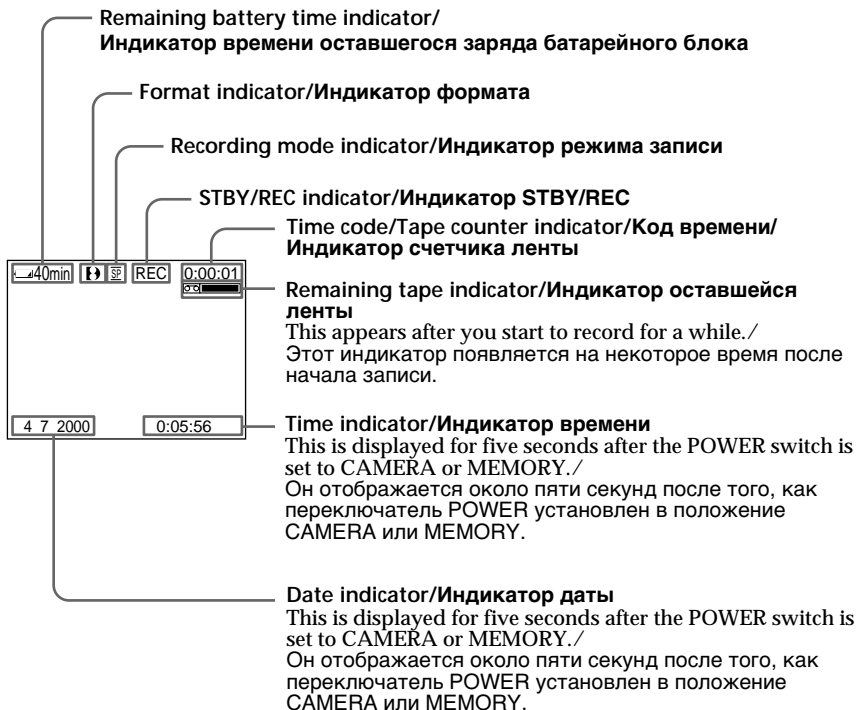 Remaining battery time indicator/
Индикатор времени оставшегося заряда батарейного блока
Format indicator/Индикатор формата
Recording mode indicator/Индикатор режима записи
STBY/REC indicator/Индикатор STBY/REC
Time code/Tape counter indicator/Код времени/
Индикатор счетчика ленты
40min SP REC 0:00:01
Remaining tape indicator/Индикатор оставшейся
ленты
This appears after you start to record for a while./
Этот индикатор появляется на некоторое время после
начала записи.
4 7 2000 0:05:56
Time indicator/Индикатор времени
This is displayed for five seconds after the POWER switch is
set to CAMERA or MEMORY./
Он отображается около пяти секунд после того, как
переключатель POWER установлен в положение
CAMERA или MEMORY.
Date indicator/Индикатор даты
This is displayed for five seconds after the POWER switch is
set to CAMERA or MEMORY./
Он отображается около пяти секунд после того, как
переключатель POWER установлен в положение
CAMERA или MEMORY.